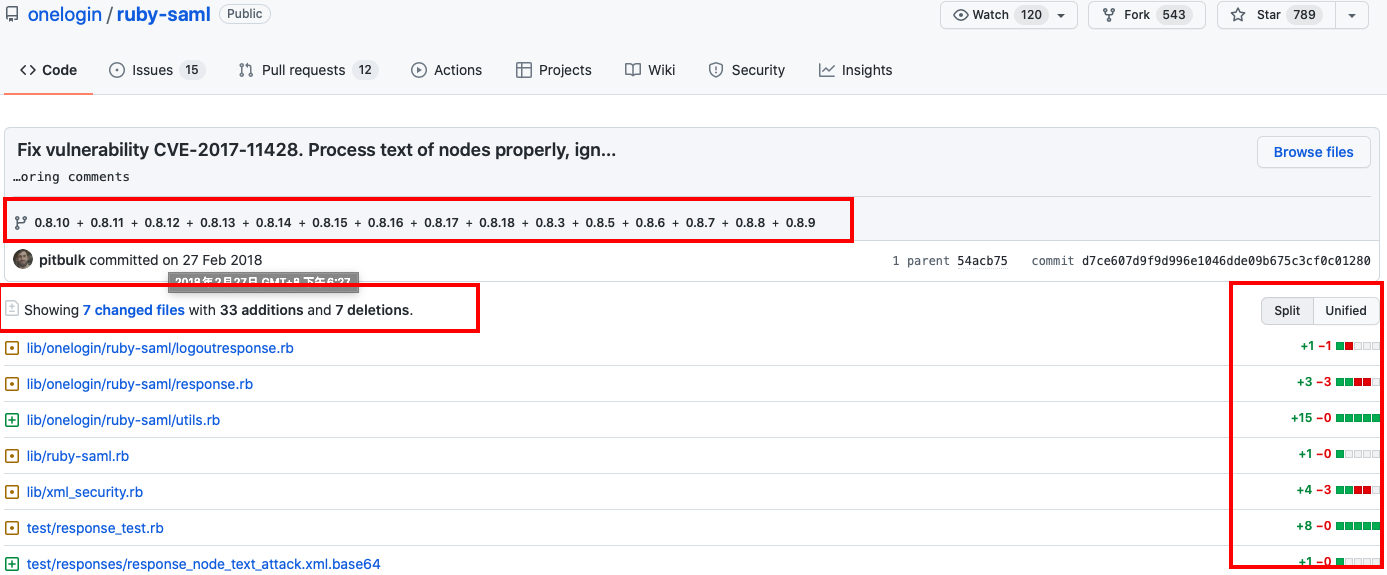 onelogin / ruby-saml Public Watch 120 Fork 543 Star 789
Code Issues 15 Pull requests 12 Actions Projects Wiki Security Insights
Fix vulnerability CVE-2017-11428. Process text of nodes properly, ign...
Browse files
…oring comments
0.8.10 + 0.8.11 + 0.8.12 + 0.8.13 + 0.8.14 + 0.8.15 + 0.8.16 + 0.8.17 + 0.8.18 + 0.8.3 + 0.8.5 + 0.8.6 + 0.8.7 + 0.8.8 + 0.8.9
pitbulk committed on 27 Feb 2018 1 parent 54acb75 commit d7ce607d9f9d996e1046dde09b675c3cf0c01280
2018年2月27日 GMT+8 下午6:27
Showing 7 changed files with 33 additions and 7 deletions. Split Unified
lib/onelogin/ruby-saml/logoutresponse.rb +1 −1
lib/onelogin/ruby-saml/response.rb +3 −3
lib/onelogin/ruby-saml/utils.rb +15 −0
lib/ruby-saml.rb +1 −0
lib/xml_security.rb +4 −3
test/response_test.rb +8 −0
test/responses/response_node_text_attack.xml.base64 +1 −0